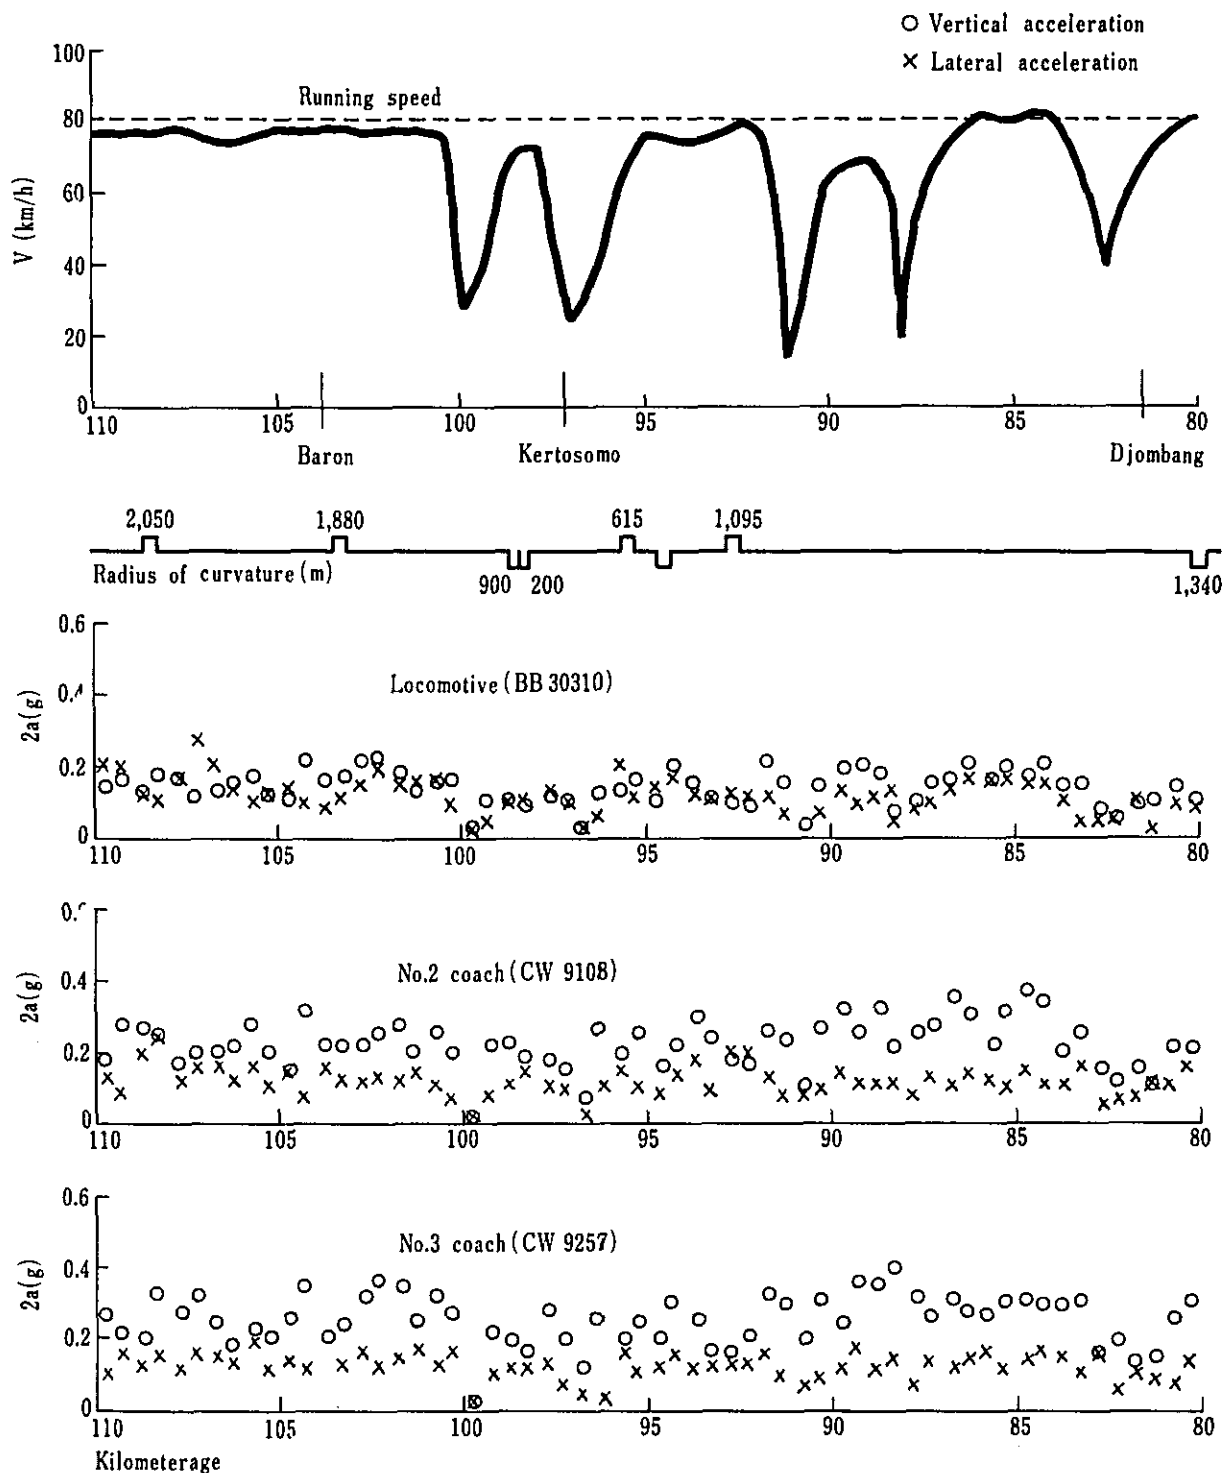 O Vertical acceleration
× Lateral acceleration
100
Running speed
80
60
V (km/h)
40
20
0
110 105 100 95 90 85 80
Baron Kertosomo Djombang
2,050 1,880 615 1,095
Radius of curvature (m) 900 200 1,340
0.6
Locomotive (BB 30310)
0.4
2a(g)
0.2
0
110 105 100 95 90 85 80
No.2 coach (CW 9108)
0.4
2a(g)
0.2
0
110 105 100 95 90 85 80
0.6
No.3 coach (CW 9257)
0.4
2a(g)
0.2
0
110 105 100 95 90 85 80
Kilometerage